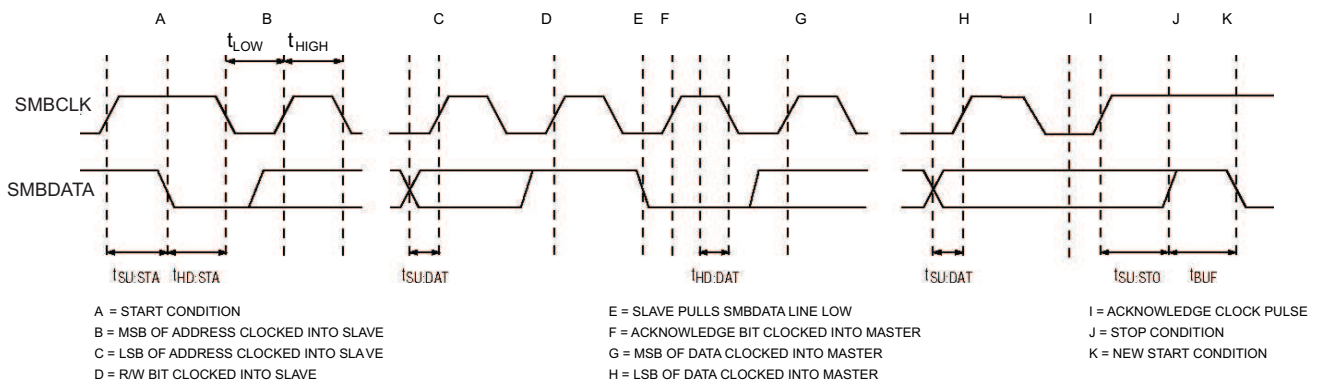 A B C D E F G H I J K
tLOW tHIGH
SMBCLK
SMBDATA
tSU:STA tHD:STA tSU:DAT tHD:DAT tSU:DAT tSU:STO tBUF
A = START CONDITION
B = MSB OF ADDRESS CLOCKED INTO SLAVE
C = LSB OF ADDRESS CLOCKED INTO SLAVE
D = R/W BIT CLOCKED INTO SLAVE
E = SLAVE PULLS SMBDATA LINE LOW
F = ACKNOWLEDGE BIT CLOCKED INTO MASTER
G = MSB OF DATA CLOCKED INTO MASTER
H = LSB OF DATA CLOCKED INTO MASTER
I = ACKNOWLEDGE CLOCK PULSE
J = STOP CONDITION
K = NEW START CONDITION